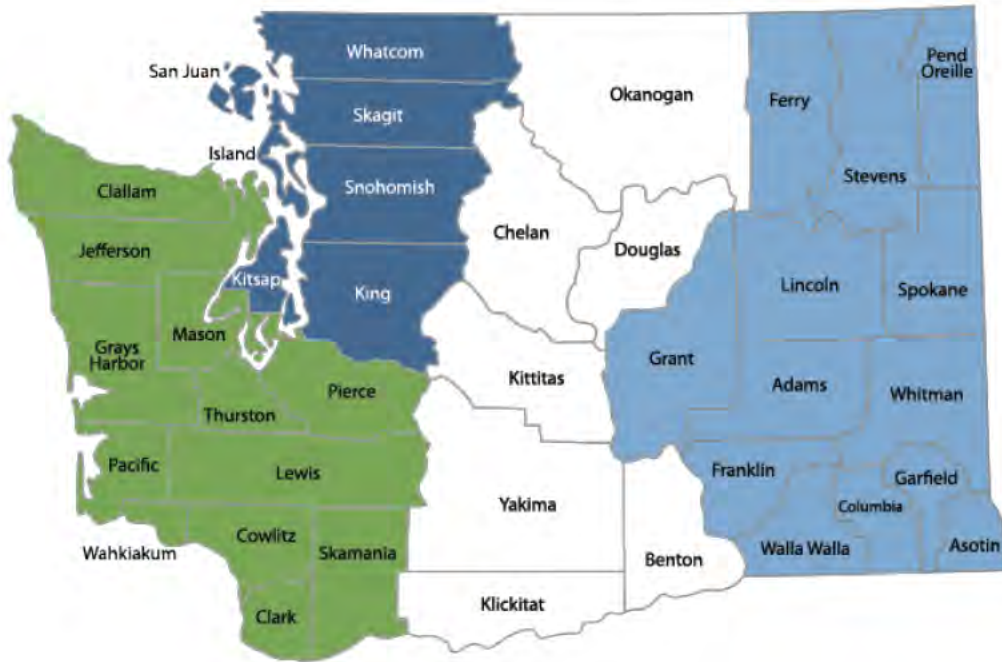 Whatcom
San Juan
Skagit
Okanogan
Ferry
Pend
Oreille
Island
Stevens
Clallam
Snohomish
Chelan
Douglas
Jefferson
Kitsap
King
Lincoln
Spokane
Mason
Grays
Harbor
Grant
Kittitas
Adams
Whitman
Pierce
Thurston
Pacific
Lewis
Franklin
Garfield
Yakima
Columbia
Cowlitz
Wahkiakum
Skamania
Benton
Walla Walla
Asotin
Clark
Klickitat